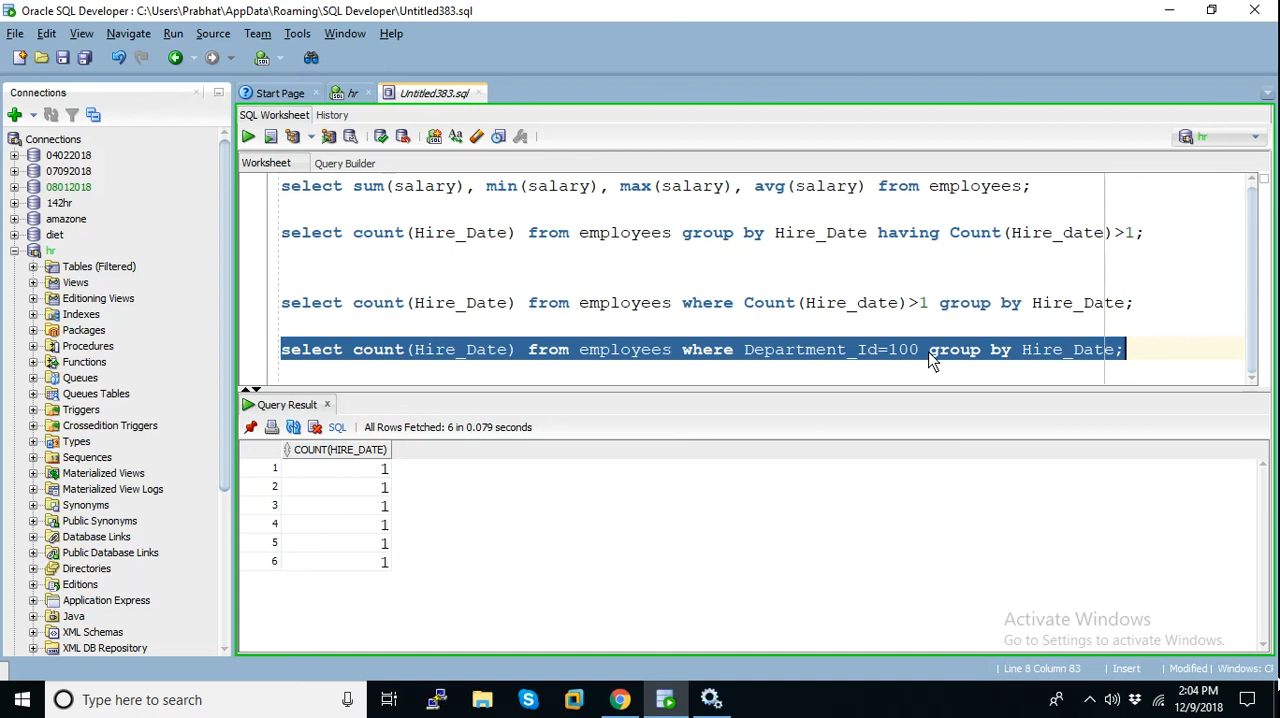 Oracle SQL Developer : C:\Users\Prabhat\AppData\Roaming\SQL Developer\Untitled383.sql
File Edit View Navigate Run Source Team Tools Window Help
Connections
Start Page
hr
Untitled383.sql
SQL Worksheet History
hr
Worksheet Query Builder
Connections
04022018
07092018
08012018
142hr
amazone
diet
hr
Tables (Filtered)
Views
Editioning Views
Indexes
Packages
Procedures
Functions
Queues
Queues Tables
Triggers
Crossedition Triggers
Types
Sequences
Materialized Views
Materialized View Logs
Synonyms
Public Synonyms
Database Links
Public Database Links
Directories
Editions
Application Express
Java
XML Schemas
XML DB Repository
select sum(salary), min(salary), max(salary), avg(salary) from employees;
select count(Hire_Date) from employees group by Hire_Date having Count(Hire_date)>1;
select count(Hire_Date) from employees where Count(Hire_date)>1 group by Hire_Date;
select count(Hire_Date) from employees where Department_Id=100 group by Hire_Date;
Query Result
SQL All Rows Fetched: 6 in 0.079 seconds
COUNT(HIRE_DATE)
1 1
2 1
3 1
4 1
5 1
6 1
Activate Windows
Go to Settings to activate Windows.
Line 8 Column 83 Insert Modified Windows: CF
Type here to search
2:04 PM
12/9/2018